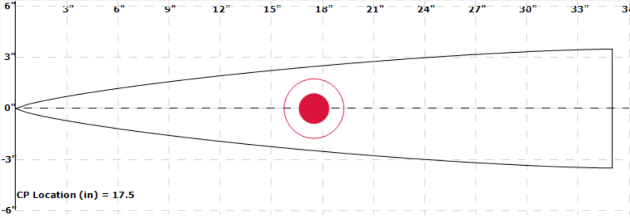 6"
3" 6" 9" 12" 15" 18" 21" 24" 27" 30" 33" 3
3"
0"
-3"
CP Location (in) = 17.5
-6"